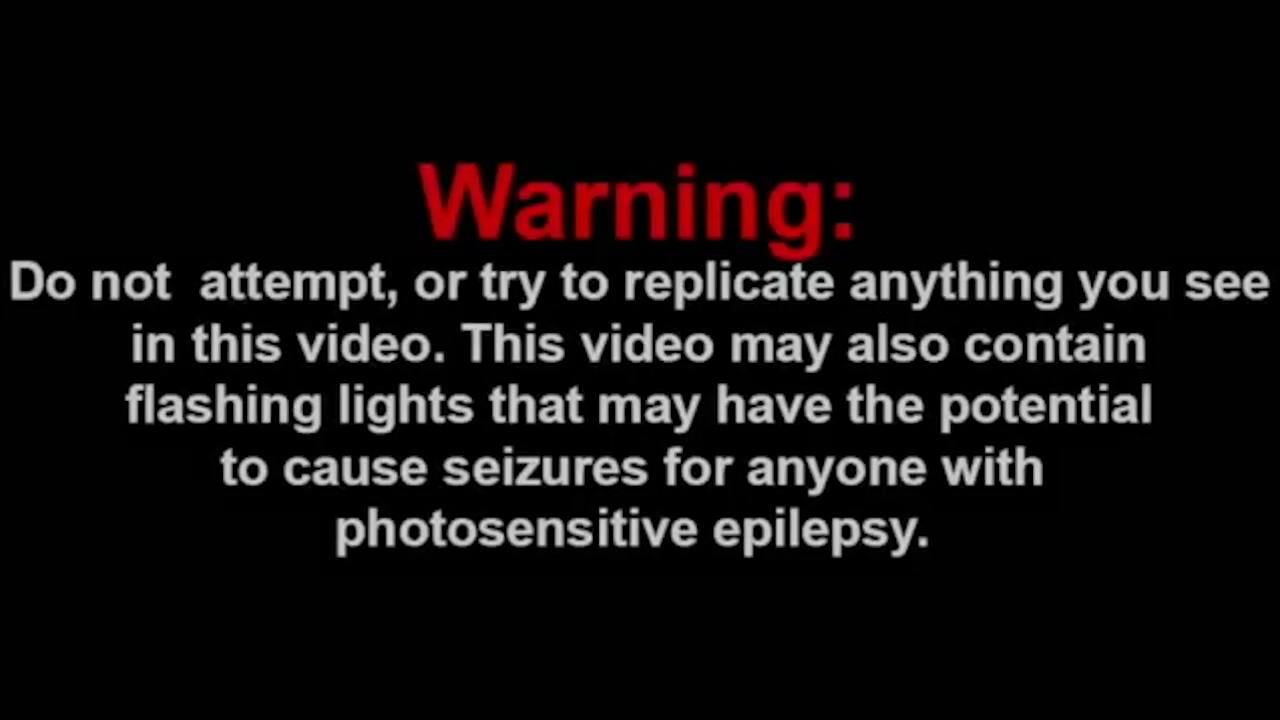 Warning:
Do not  attempt, or try to replicate anything you see
in this video. This video may also contain
flashing lights that may have the potential
to cause seizures for anyone with
photosensitive epilepsy.